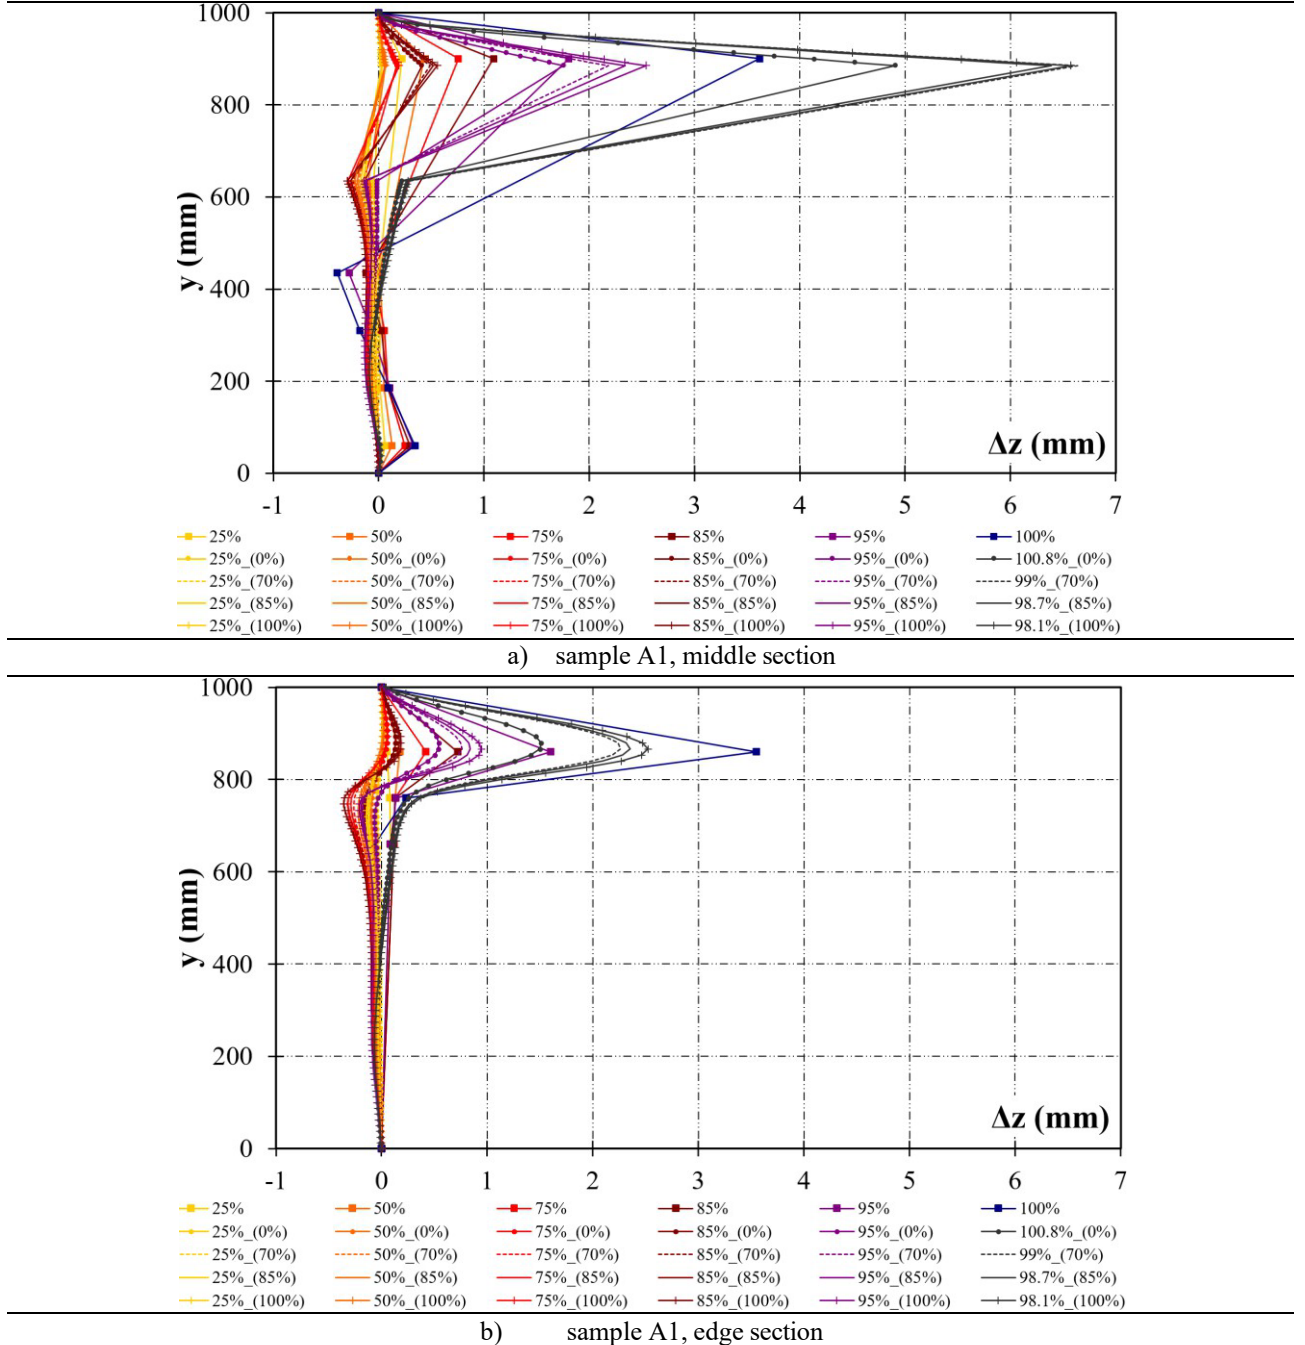 1000
800
600
400
200
0
y (mm)
Δz (mm)
-1 0 1 2 3 4 5 6 7
25% 50% 75% 85% 95% 100%
25%_(0%) 50%_(0%) 75%_(0%) 85%_(0%) 95%_(0%) 100.8%_(0%)
25%_(70%) 50%_(70%) 75%_(70%) 85%_(70%) 95%_(70%) 99%_(70%)
25%_(85%) 50%_(85%) 75%_(85%) 85%_(85%) 95%_(85%) 98.7%_(85%)
25%_(100%) 50%_(100%) 75%_(100%) 85%_(100%) 95%_(100%) 98.1%_(100%)
a) sample A1, middle section
1000
800
600
400
200
0
y (mm)
Δz (mm)
-1 0 1 2 3 4 5 6 7
25% 50% 75% 85% 95% 100%
25%_(0%) 50%_(0%) 75%_(0%) 85%_(0%) 95%_(0%) 100.8%_(0%)
25%_(70%) 50%_(70%) 75%_(70%) 85%_(70%) 95%_(70%) 99%_(70%)
25%_(85%) 50%_(85%) 75%_(85%) 85%_(85%) 95%_(85%) 98.7%_(85%)
25%_(100%) 50%_(100%) 75%_(100%) 85%_(100%) 95%_(100%) 98.1%_(100%)
b) sample A1, edge section